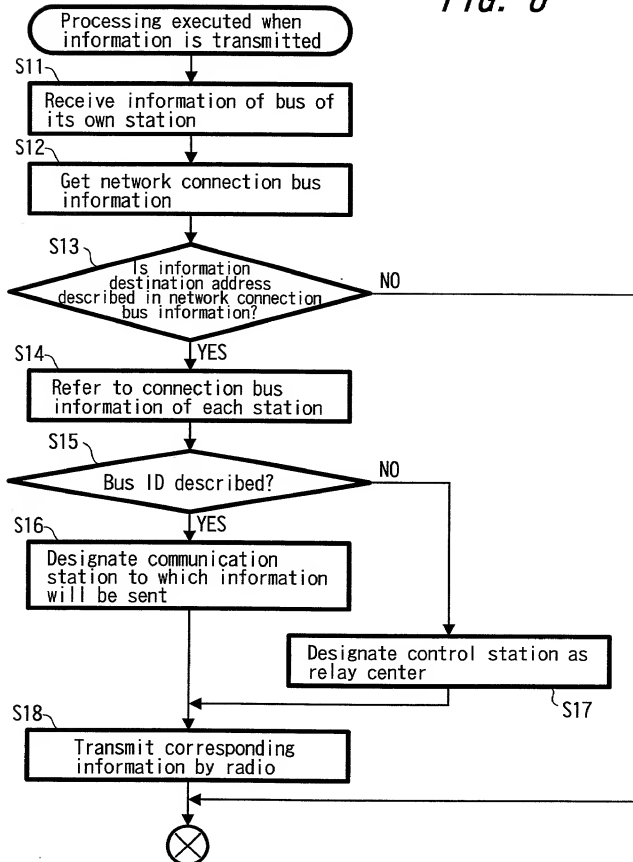 Processing executed when
information is transmitted
S11
Receive information of bus of
its own station
S12
Get network connection bus
information
S13
Is information
destination address
described in network connection
bus information?
NO
YES
S14
Refer to connection bus
information of each station
S15
Bus ID described?
NO
YES
S16
Designate communication
station to which information
will be sent
Designate control station as
relay center
S17
S18
Transmit corresponding
information by radio